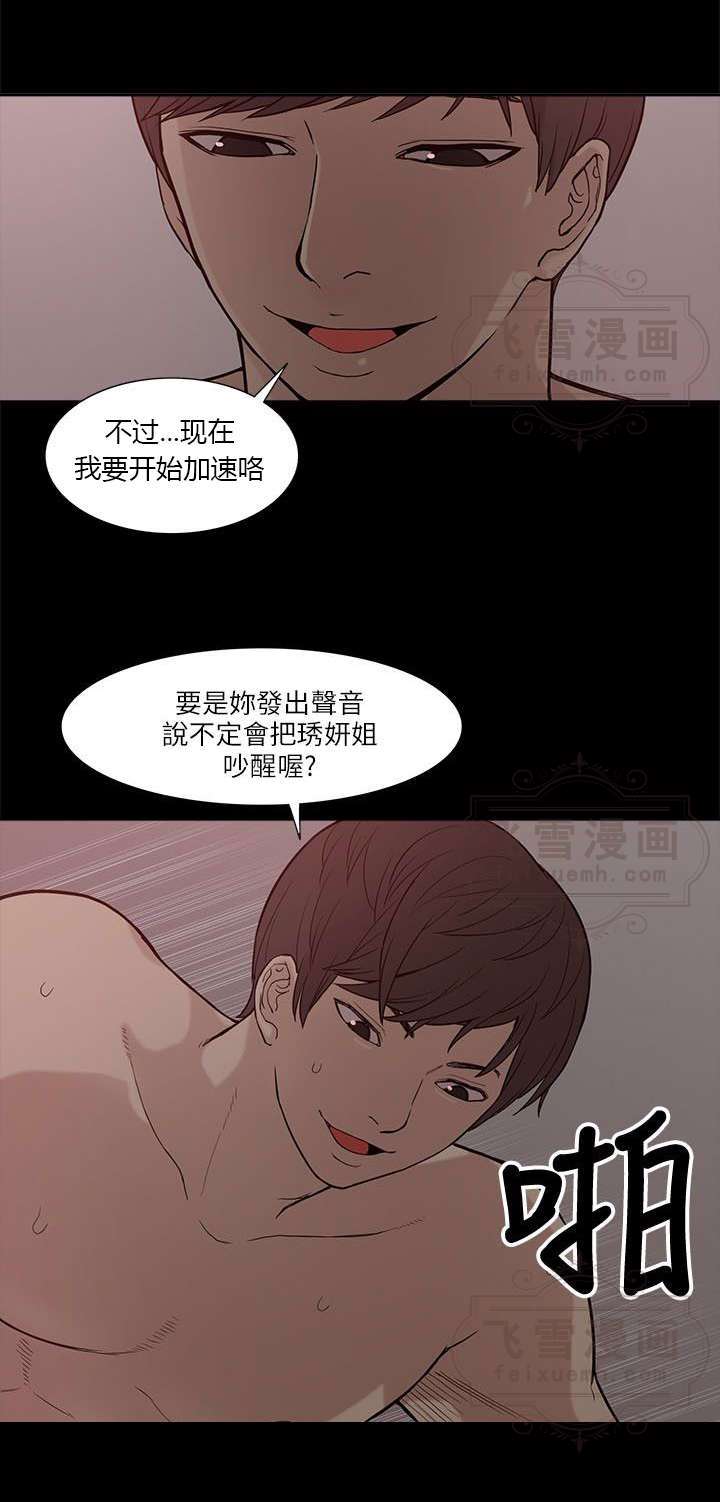 飞雪漫画
feixuemh.com
不过...现在
我要开始加速咯
要是妳發出聲音
說不定會把琇妍姐
吵醒喔?
飞雪漫画
feixuemh.com
啪
飞雪漫画
feixuemh.com